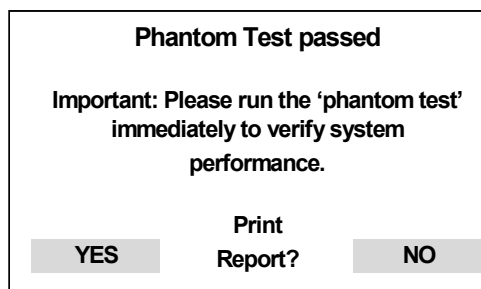 Phantom Test passed
Important: Please run the ‘phantom test’
immediately to verify system
performance.
Print
YES Report? NO